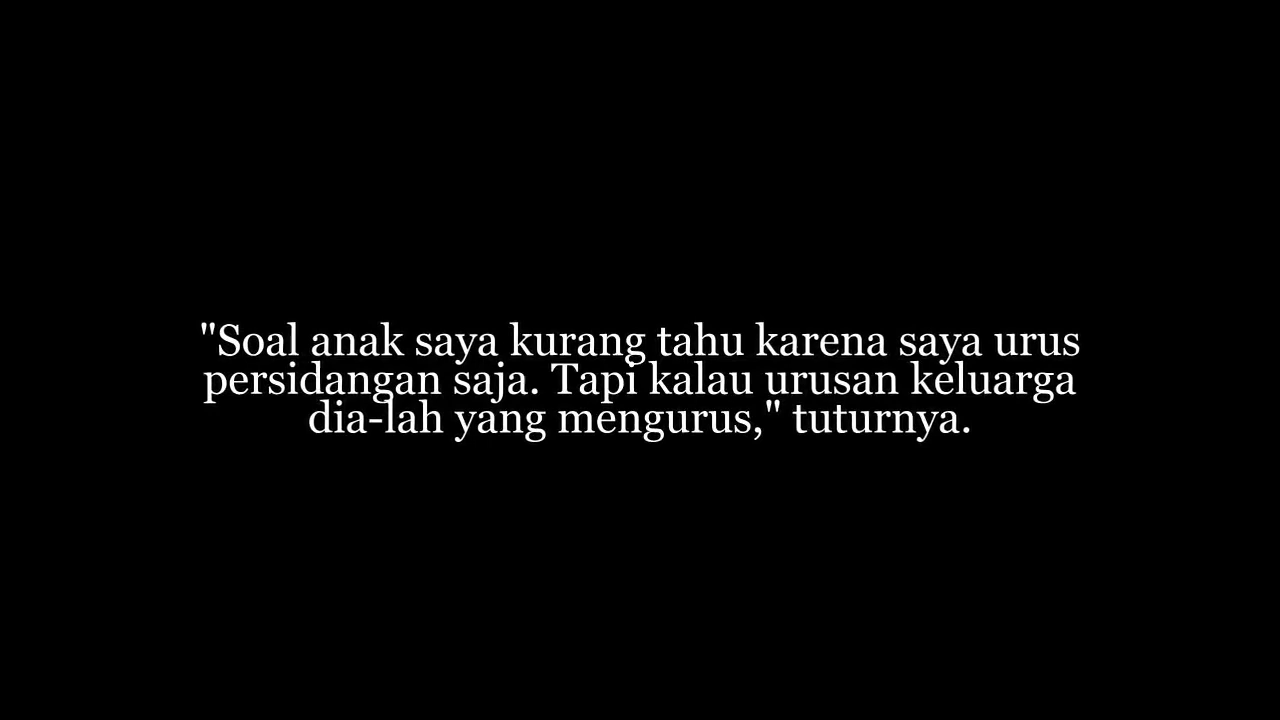 "Soal anak saya kurang tahu karena saya urus
persidangan saja. Tapi kalau urusan keluarga
dia-lah yang mengurus," tuturnya.